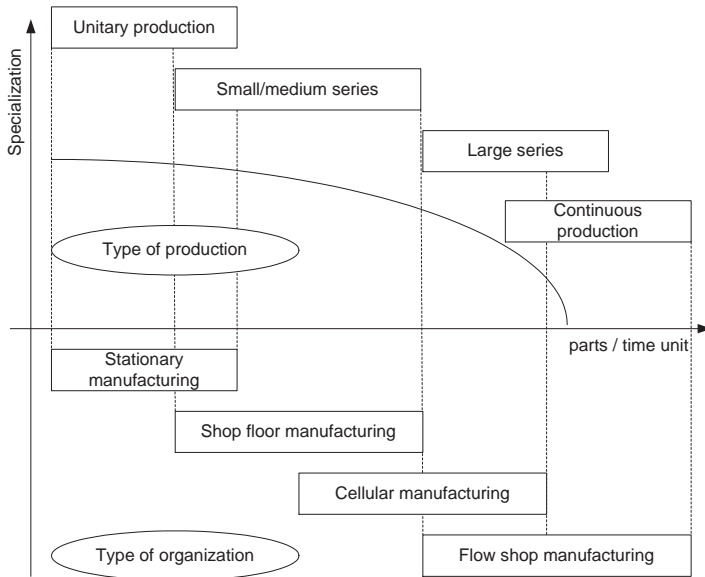 Unitary production
Specialization
Small/medium series
Large series
Continuous
production
Type of production
parts / time unit
Stationary
manufacturing
Shop floor manufacturing
Cellular manufacturing
Type of organization
Flow shop manufacturing